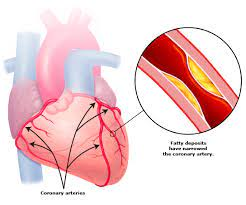 Fatty deposits
have narrowed
the coronary artery.
Coronary arteries